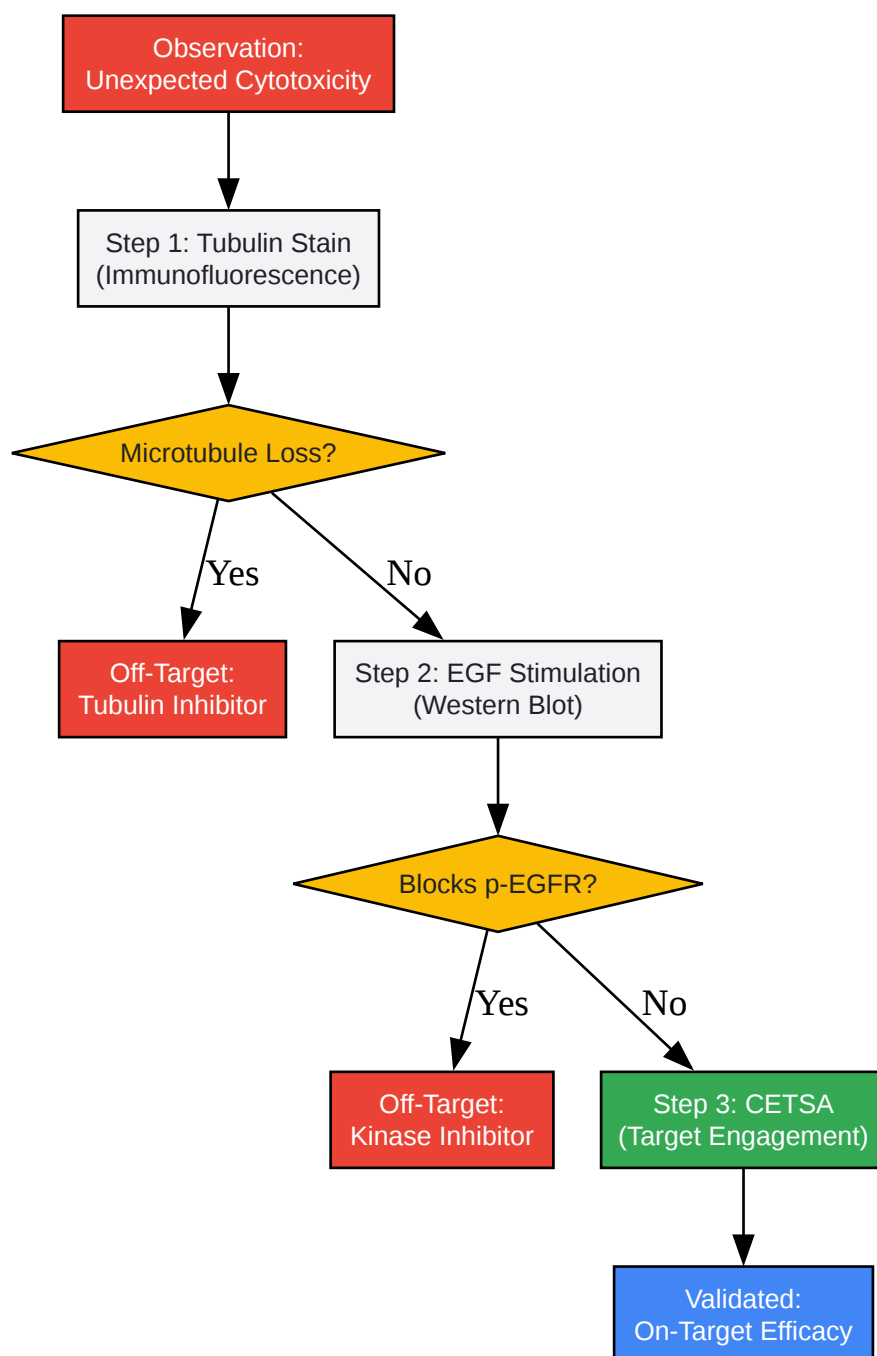 Observation:
Unexpected Cytotoxicity
Step 1: Tubulin Stain
(Immunofluorescence)
Microtubule Loss?
Yes
No
Off-Target:
Tubulin Inhibitor
Step 2: EGF Stimulation
(Western Blot)
Blocks p-EGFR?
Yes
No
Off-Target:
Kinase Inhibitor
Step 3: CETSA
(Target Engagement)
Validated:
On-Target Efficacy